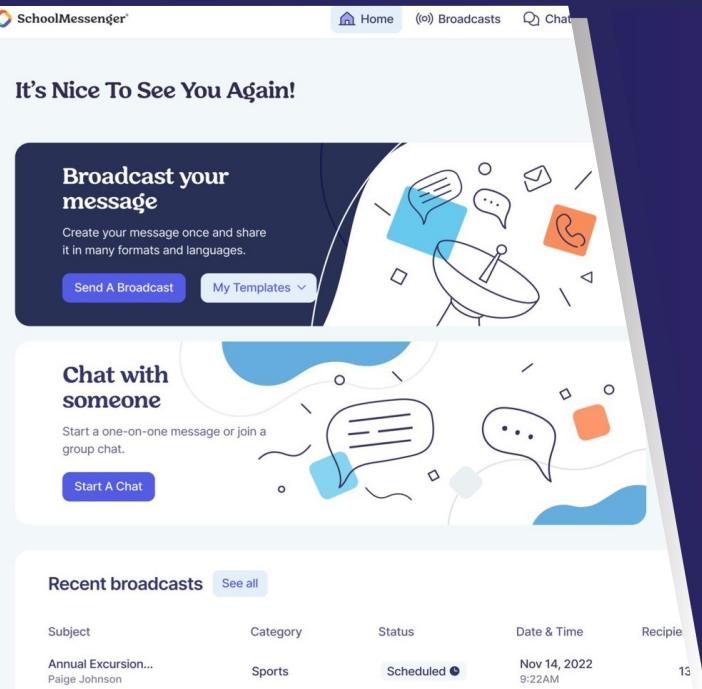 SchoolMessenger®
Home
Broadcasts
Chat
It's Nice To See You Again!
Broadcast your
message
Create your message once and share
it in many formats and languages.
Send A Broadcast
My Templates
Chat with
someone
Start a one-on-one message or join a
group chat.
Start A Chat
Recent broadcasts
See all
Subject Category Status Date & Time
Annual Excursion... Sports Scheduled Nov 14, 2022
Paige Johnson 9:22AM